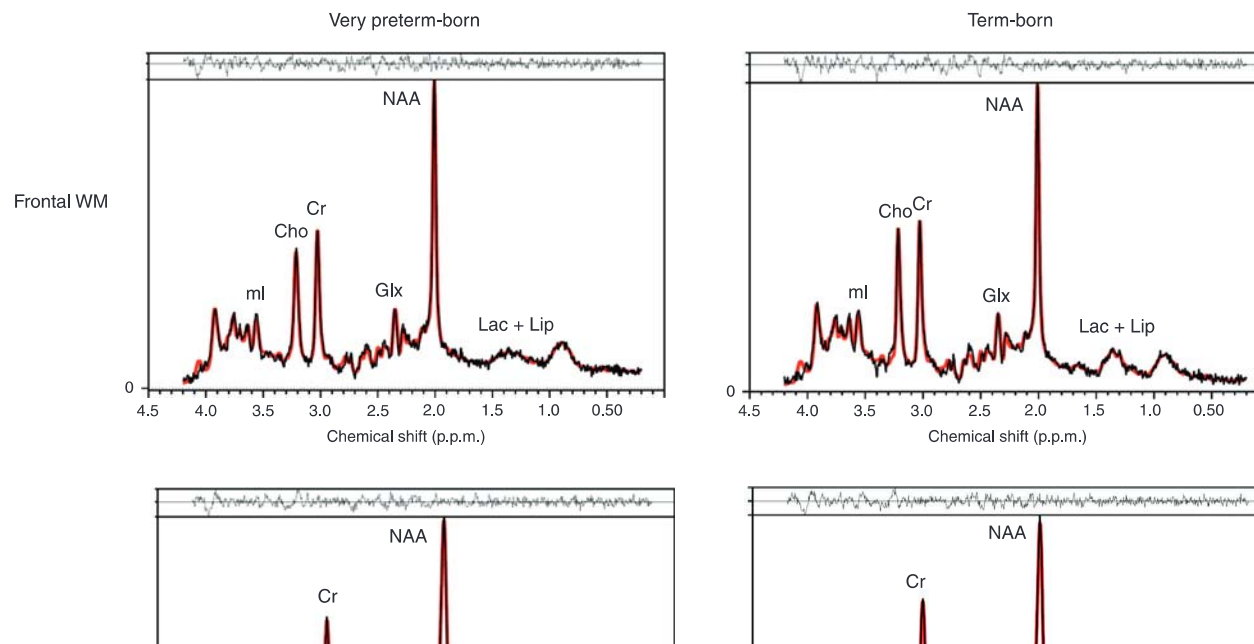 Very preterm-born
Term-born
Frontal WM
NAA
Cr
Cho
mI
Glx
Lac + Lip
0
4.5 4.0 3.5 3.0 2.5 2.0 1.5 1.0 0.50
Chemical shift (p.p.m.)
NAA
Cho Cr
mI
Glx
Lac + Lip
0
4.5 4.0 3.5 3.0 2.5 2.0 1.5 1.0 0.50
Chemical shift (p.p.m.)
NAA
Cr
NAA
Cr